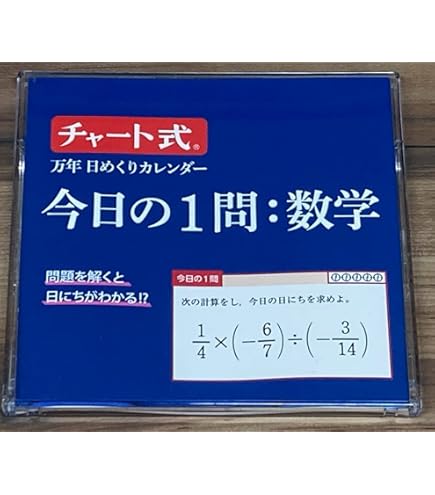 チャート式®
万年 日めくりカレンダー
今日の1問：数学
問題を解くと
日にちがわかる!?
今日の1問
次の計算をし，今日の日にちを求めよ。
1/4×(-6/7)÷(-3/14)